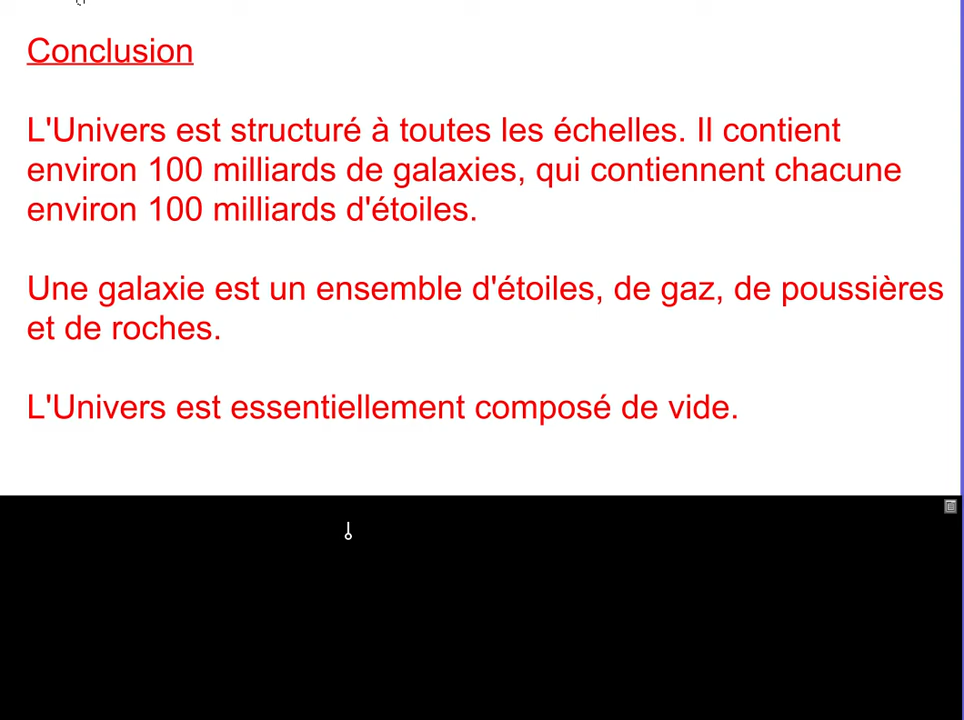 Conclusion
L'Univers est structuré à toutes les échelles. Il contient
environ 100 milliards de galaxies, qui contiennent chacune
environ 100 milliards d'étoiles.
Une galaxie est un ensemble d'étoiles, de gaz, de poussières
et de roches.
L'Univers est essentiellement composé de vide.